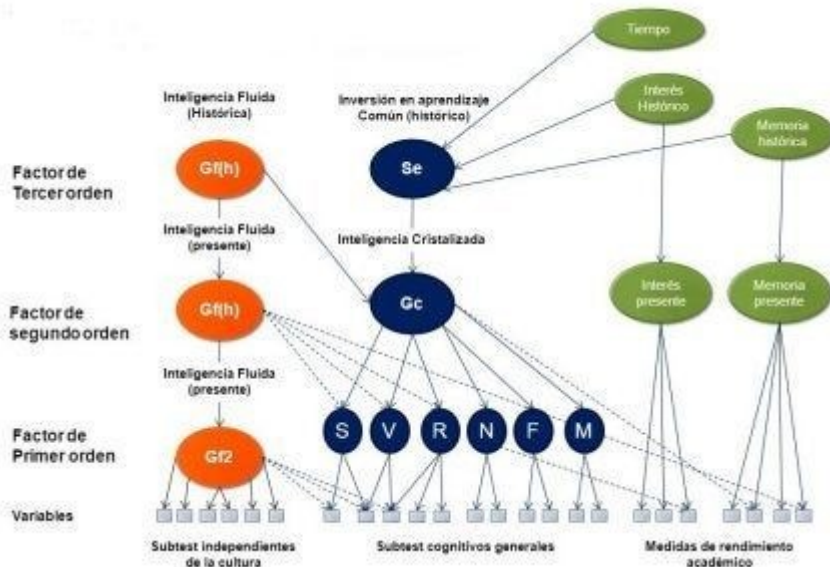 Tiempo
Inteligencia Fluida
(Histórica)
Inversión en aprendizaje
Común (histórico)
Interés
Histórico
Memoria
histórica
Factor de
Tercer orden
Gf(h)
Se
Inteligencia Fluida
(presente)
Inteligencia Cristalizada
Factor de
segundo orden
Gf(h)
Gc
Interés
presente
Memoria
presente
Inteligencia Fluida
(presente)
Factor de
Primer orden
Gf2
S V R N F M
Variables
Subtest independientes
de la cultura
Subtest cognitivos generales
Medidas de rendimiento
académico